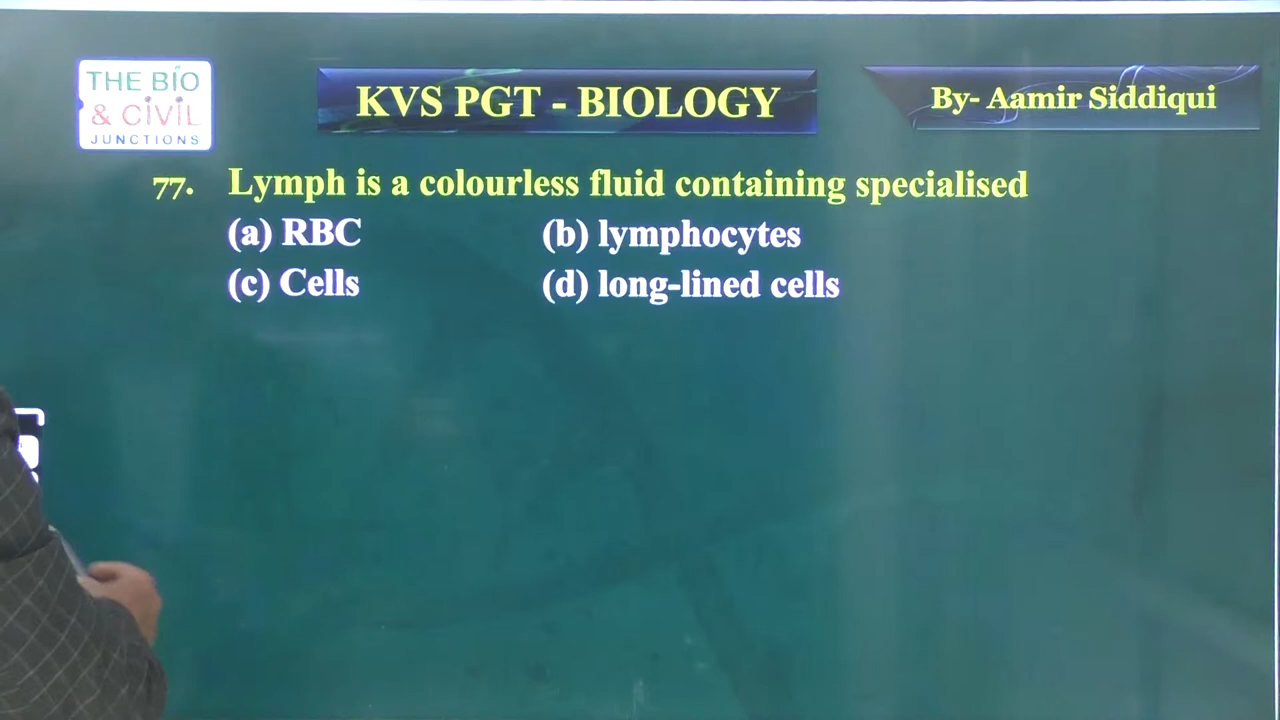 THE BIO
& CIVIL
JUNCTIONS
KVS PGT - BIOLOGY
By- Aamir Siddiqui
77. Lymph is a colourless fluid containing specialised
(a) RBC (b) lymphocytes
(c) Cells (d) long-lined cells